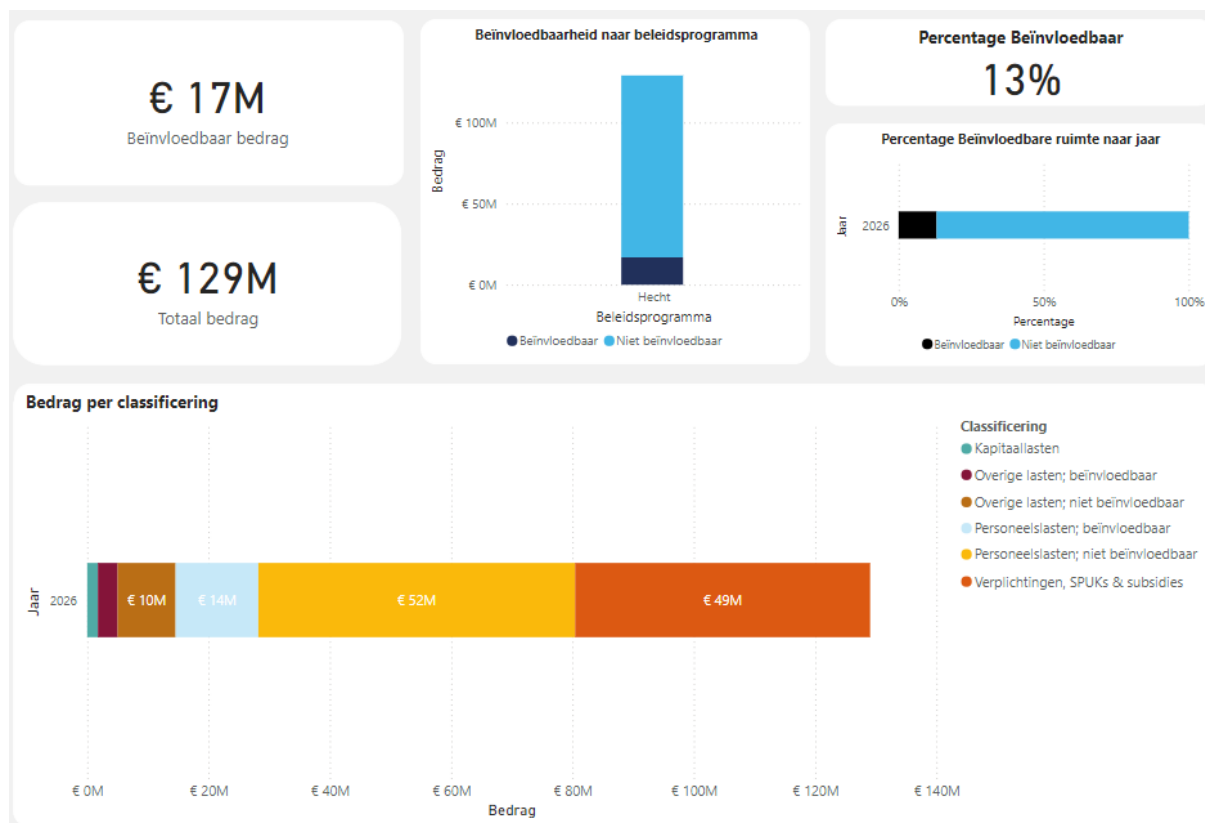 € 17M
Beïnvloedbaar bedrag
€ 129M
Totaal bedrag
Beïnvloedbaarheid naar beleidsprogramma
Bedrag
€ 100M
€ 50M
€ 0M
Hecht
Beleidsprogramma
Beïnvloedbaar Niet beïnvloedbaar
Percentage Beïnvloedbaar
13%
Percentage Beïnvloedbare ruimte naar jaar
Jaar
2026
0% 50% 100%
Percentage
Beïnvloedbaar Niet beïnvloedbaar
Bedrag per classificering
Jaar
2026
€ 10M € 14M € 52M € 49M
€ 0M € 20M € 40M € 60M € 80M € 100M € 120M € 140M
Bedrag
Classificering
Kapitaallasten
Overige lasten; beïnvloedbaar
Overige lasten; niet beïnvloedbaar
Personeelslasten; beïnvloedbaar
Personeelslasten; niet beïnvloedbaar
Verplichtingen, SPUKs & subsidies